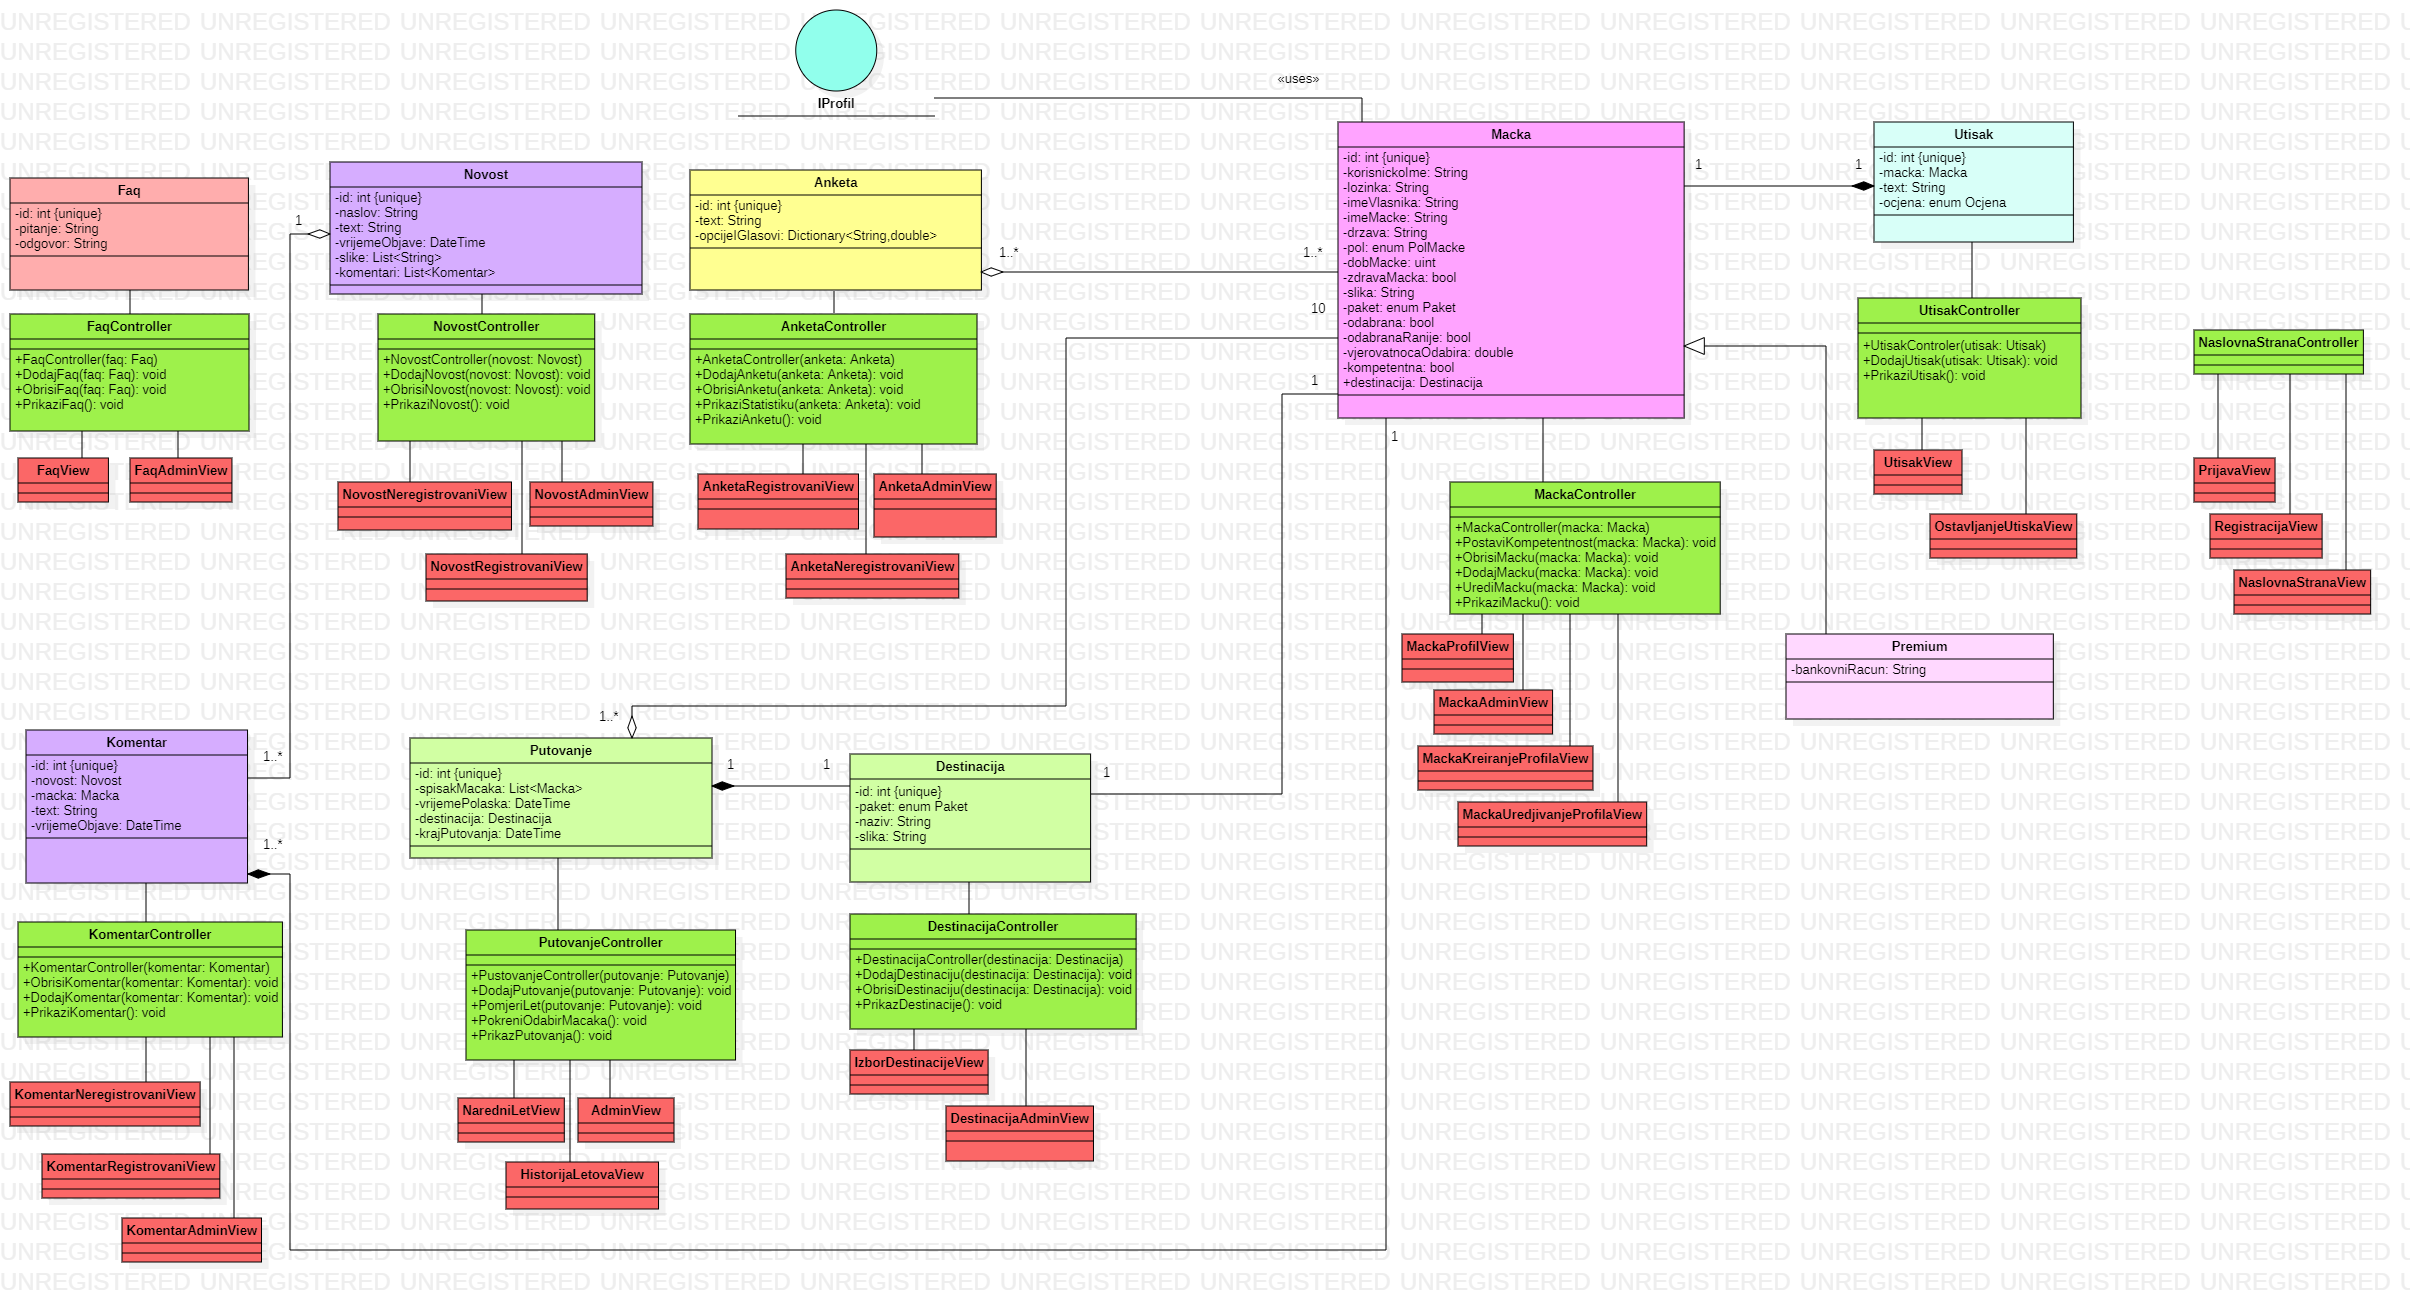 IProfil
«uses»
Faq
-id: int {unique}
-pitanje: String
-odgovor: String
FaqController
+FaqController(faq: Faq)
+DodajFaq(faq: Faq): void
+ObrisiFaq(faq: Faq): void
+PrikaziFaq(): void
FaqView
FaqAdminView
1
Novost
-id: int {unique}
-naslov: String
-text: String
-vrijemeObjave: DateTime
-slike: List<String>
-komentari: List<Komentar>
NovostController
+NovostController(novost: Novost)
+DodajNovost(novost: Novost): void
+ObrisiNovost(novost: Novost): void
+PrikaziNovost(): void
NovostNeregistrovaniView
NovostAdminView
NovostRegistrovaniView
Anketa
-id: int {unique}
-text: String
-opcijeIGlasovi: Dictionary<String,double>
1..*
1..*
AnketaController
+AnketaController(anketa: Anketa)
+DodajAnketu(anketa: Anketa): void
+ObrisiAnketu(anketa: Anketa): void
+PrikaziStatistiku(anketa: Anketa): void
+PrikaziAnketu(): void
AnketaRegistrovaniView
AnketaAdminView
AnketaNeregistrovaniView
Macka
-id: int {unique}
-korisnickoIme: String
-lozinka: String
-imeVlasnika: String
-imeMacke: String
-drzava: String
-pol: enum PolMacke
-dobMacke: uint
-zdravaMacka: bool
-slika: String
-paket: enum Paket
-odabrana: bool
-odabranaRanije: bool
-vjerovatnocaOdabira: double
-kompetentna: bool
+destinacija: Destinacija
10
1
1
1
1
Utisak
-id: int {unique}
-macka: Macka
-text: String
-ocjena: enum Ocjena
UtisakController
+UtisakControler(utisak: Utisak)
+DodajUtisak(utisak: Utisak): void
+PrikaziUtisak(): void
UtisakView
OstavljanjeUtiskaView
NaslovnaStranaController
PrijavaView
RegistracijaView
NaslovnaStranaView
MackaController
+MackaController(macka: Macka)
+PostaviKompetentnost(macka: Macka): void
+ObrisiMacku(macka: Macka): void
+DodajMacku(macka: Macka): void
+UrediMacku(macka: Macka): void
+PrikaziMacku(): void
MackaProfilView
MackaAdminView
MackaKreiranjeProfilaView
MackaUredjivanjeProfilaView
Premium
-bankovniRacun: String
Komentar
-id: int {unique}
-novost: Novost
-macka: Macka
-text: String
-vrijemeObjave: DateTime
1..*
1..*
KomentarController
+KomentarController(komentar: Komentar)
+ObrisiKomentar(komentar: Komentar): void
+DodajKomentar(komentar: Komentar): void
+PrikaziKomentar(): void
KomentarNeregistrovaniView
KomentarRegistrovaniView
KomentarAdminView
1..*
Putovanje
-id: int {unique}
-spisakMacaka: List<Macka>
-vrijemePolaska: DateTime
-destinacija: Destinacija
-krajPutovanja: DateTime
1
1
PutovanjeController
+PustovanjeController(putovanje: Putovanje)
+DodajPutovanje(putovanje: Putovanje): void
+PomjeriLet(putovanje: Putovanje): void
+PokreniOdabirMacaka(): void
+PrikazPutovanja(): void
NaredniLetView
AdminView
HistorijaLetovaView
Destinacija
-id: int {unique}
-paket: enum Paket
-naziv: String
-slika: String
1
DestinacijaController
+DestinacijaController(destinacija: Destinacija)
+DodajDestinaciju(destinacija: Destinacija): void
+ObrisiDestinaciju(destinacija: Destinacija): void
+PrikazDestinacije(): void
IzborDestinacijeView
DestinacijaAdminView
UNREGISTERED